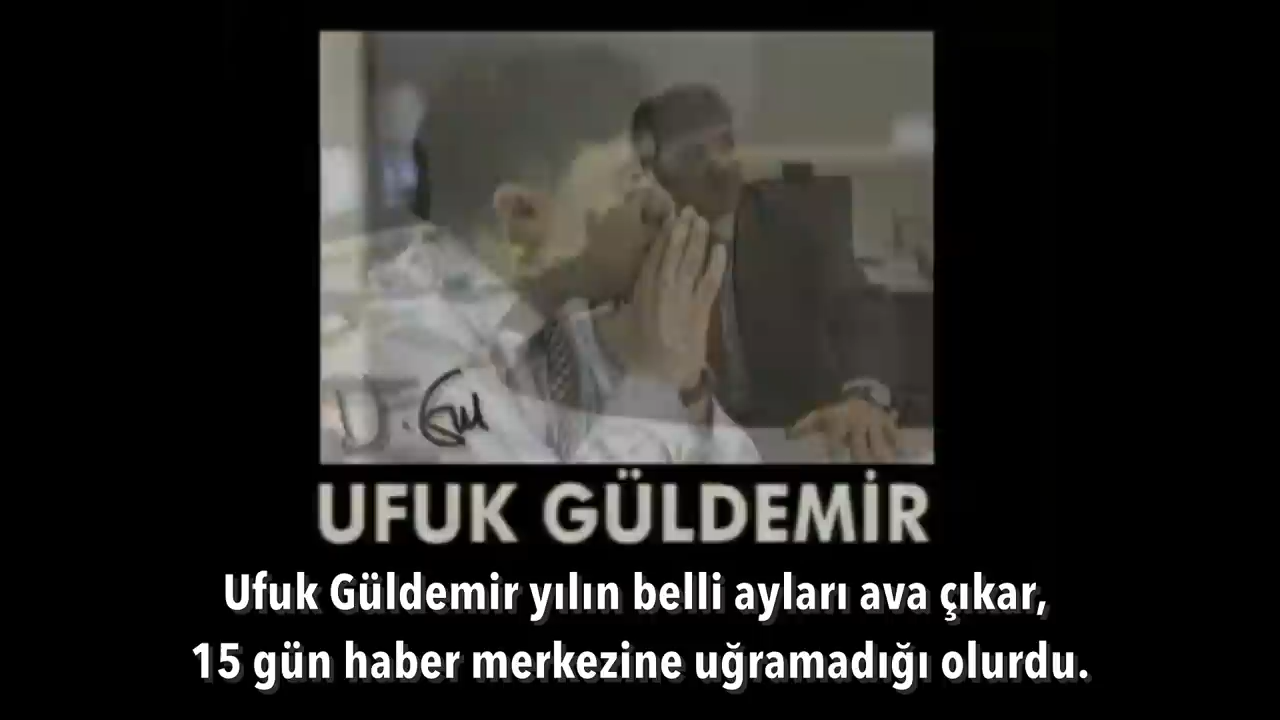 UFUK GÜLDEMİR
Ufuk Güldemir yılın belli ayları ava çıkar,
15 gün haber merkezine uğramadığı olurdu.